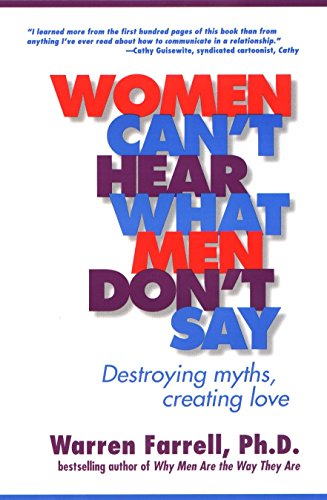 "I learned more from the first hundred pages of this book than from
anything I've ever read about how to communicate in a relationship."
—Cathy Guisewite, syndicated cartoonist, Cathy
WOMEN
CAN'T
HEAR
WHAT
MEN
DON'T
SAY
Destroying myths,
creating love
Warren Farrell, Ph.D.
bestselling author of Why Men Are the Way They Are